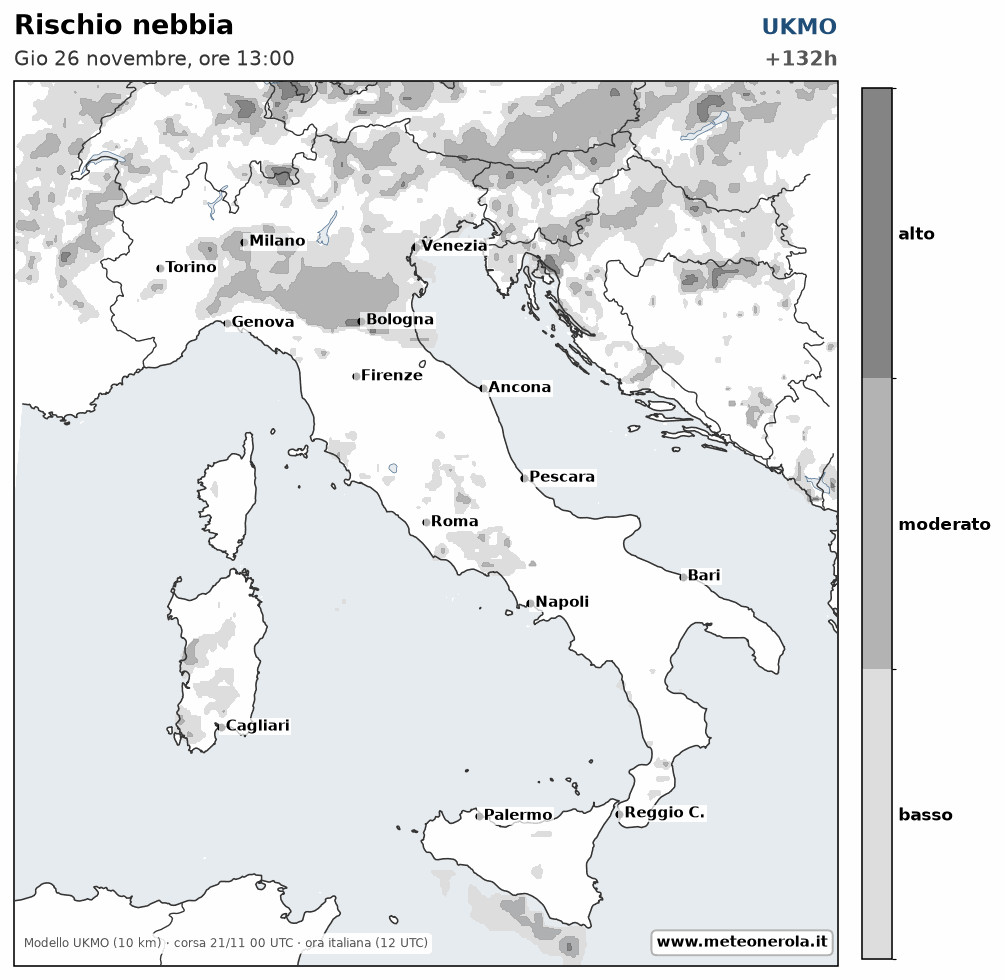 Rischio nebbia
UKMO
Gio 26 novembre, ore 13:00
+132h
alto
Milano
Venezia
Torino
Genova
Bologna
Firenze
Ancona
Pescara
moderato
Roma
Bari
Napoli
Cagliari
Palermo
Reggio C.
basso
Modello UKMO (10 km) · corsa 21/11 00 UTC · ora italiana (12 UTC)
www.meteonerola.it